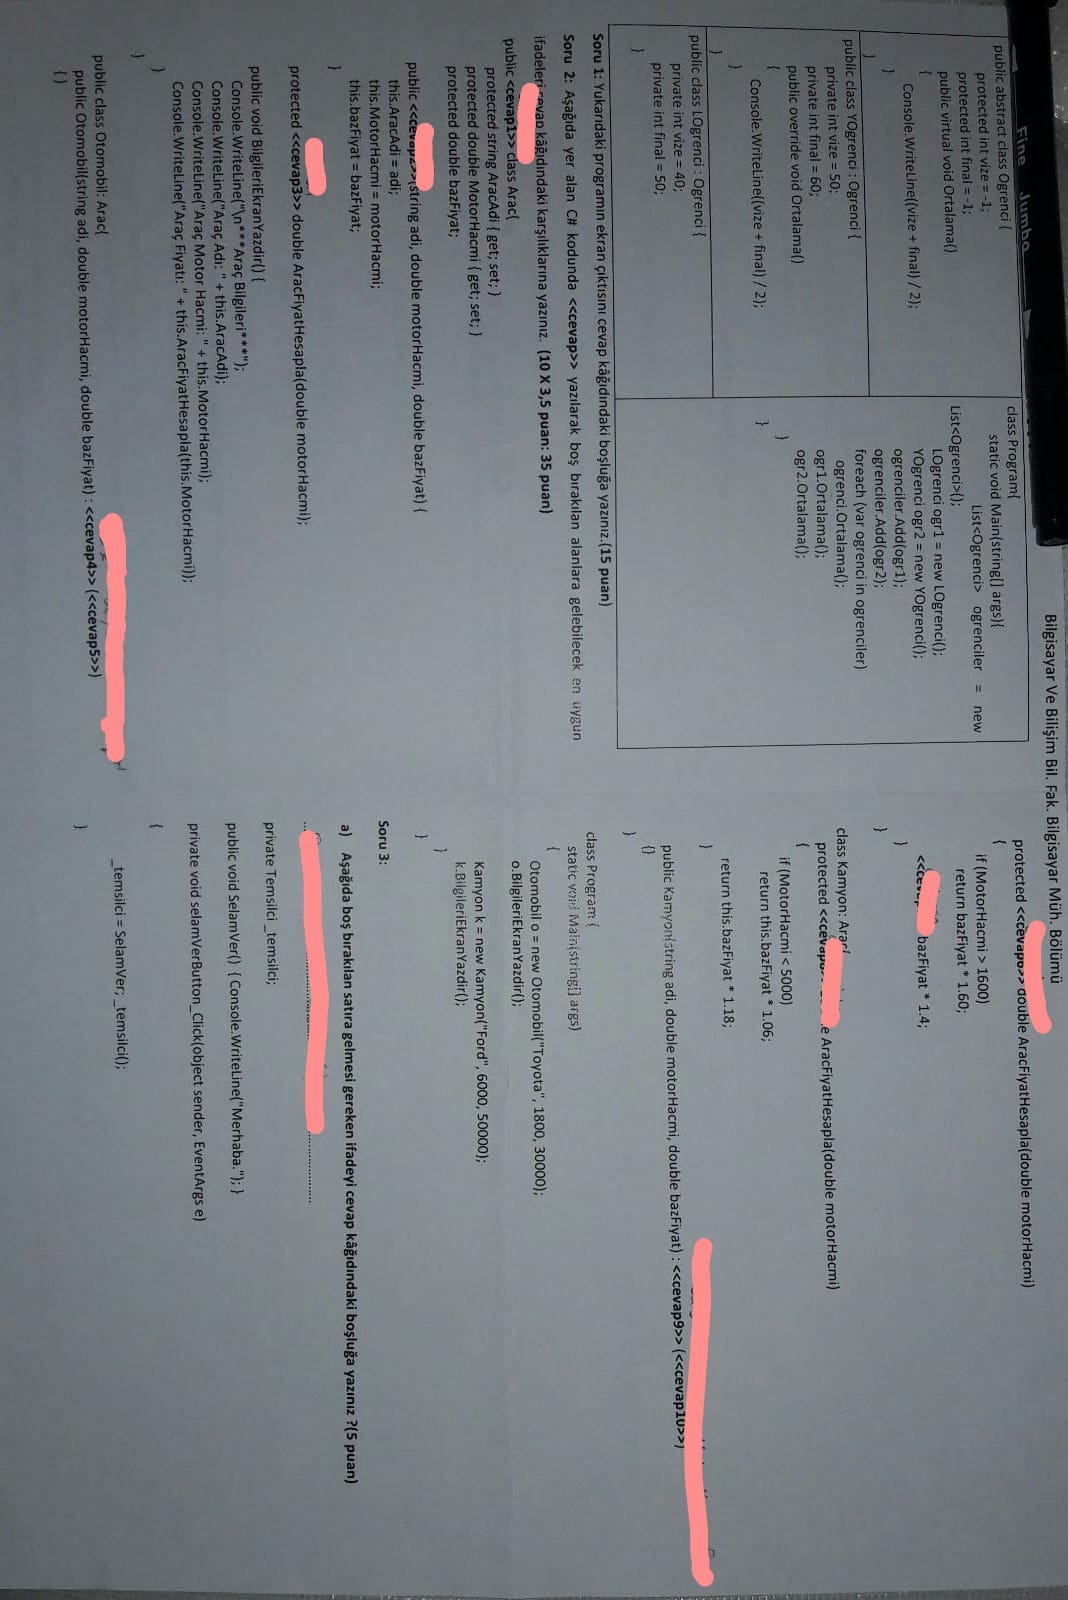 Fine Jumbo
Bilgisayar Ve Bilişim Bil. Fak. Bilgisayar Müh. Bölümü
public abstract class Ogrenci {
protected int vize = -1;
protected int final = -1;
public virtual void Ortalama()
{
Console.WriteLine((vize + final) / 2);
}
}
public class YOgrenci : Ogrenci {
private int vize = 50;
private int final = 60;
public override void Ortalama()
{
Console.WriteLine((vize + final) / 2);
}
}
public class LOgrenci : Ogrenci {
private int vize = 40;
private int final = 50;
}
class Program{
static void Main(string[] args){
List<Ogrenci> ogrenciler = new
List<Ogrenci>();
LOgrenci ogr1 = new LOgrenci();
YOgrenci ogr2 = new YOgrenci();
ogrenciler.Add(ogr1);
ogrenciler.Add(ogr2);
foreach (var ogrenci in ogrenciler)
ogrenci.Ortalama();
ogr1.Ortalama();
ogr2.Ortalama();
}
}
Soru 1: Yukarıdaki programın ekran çıktısını cevap kâğıdındaki boşluğa yazınız.(15 puan)
Soru 2: Aşağıda yer alan C# kodunda <<cevap>> yazılarak boş bırakılan alanlara gelebilecek en uygun
ifadeleri cevap kâğıdındaki karşılıklarına yazınız. (10 X 3,5 puan: 35 puan)
public <<cevap1>> class Arac{
protected string AracAdi { get; set; }
protected double MotorHacmi { get; set; }
protected double bazFiyat;
public <<cevap2>>(string adi, double motorHacmi, double bazFiyat) {
this.AracAdi = adi;
this.MotorHacmi = motorHacmi;
this.bazFiyat = bazFiyat;
}
protected <<cevap3>> double AracFiyatHesapla(double motorHacmi);
public void BilgileriEkranYazdir() {
Console.WriteLine("\n***Araç Bilgileri***");
Console.WriteLine("Araç Adı: " + this.AracAdi);
Console.WriteLine("Araç Motor Hacmi: " + this.MotorHacmi);
Console.WriteLine("Araç Fiyatı: " + this.AracFiyatHesapla(this.MotorHacmi));
}
}
public class Otomobil: Arac{
public Otomobil(string adi, double motorHacmi, double bazFiyat) : <<cevap4>> (<<cevap5>>)
{ }
protected double AracFiyatHesapla(double motorHacmi)
{
if (MotorHacmi > 1600)
return bazFiyat * 1.60;
bazFiyat * 1.4;
}
}
class Kamyon: Arac{
protected AracFiyatHesapla(double motorHacmi)
{
if (MotorHacmi < 5000)
return this.bazFiyat * 1.06;
return this.bazFiyat * 1.18;
}
public Kamyon(string adi, double motorHacmi, double bazFiyat) : <<cevap9>> (<<cevap10>>)
{}
}
class Program {
static void Main(string[] args)
{
Otomobil o = new Otomobil("Toyota", 1800, 30000);
o.BilgileriEkranYazdir();
Kamyon k = new Kamyon("Ford", 6000, 50000);
k.BilgileriEkranYazdir();
}
}
Soru 3:
a) Aşağıda boş bırakılan satıra gelmesi gereken ifadeyi cevap kâğıdındaki boşluğa yazınız ?(5 puan)
private Temsilci _temsilci;
public void SelamVer() { Console.WriteLine("Merhaba."); }
private void selamVerButton_Click(object sender, EventArgs e)
{
_temsilci = SelamVer; _temsilci();
}